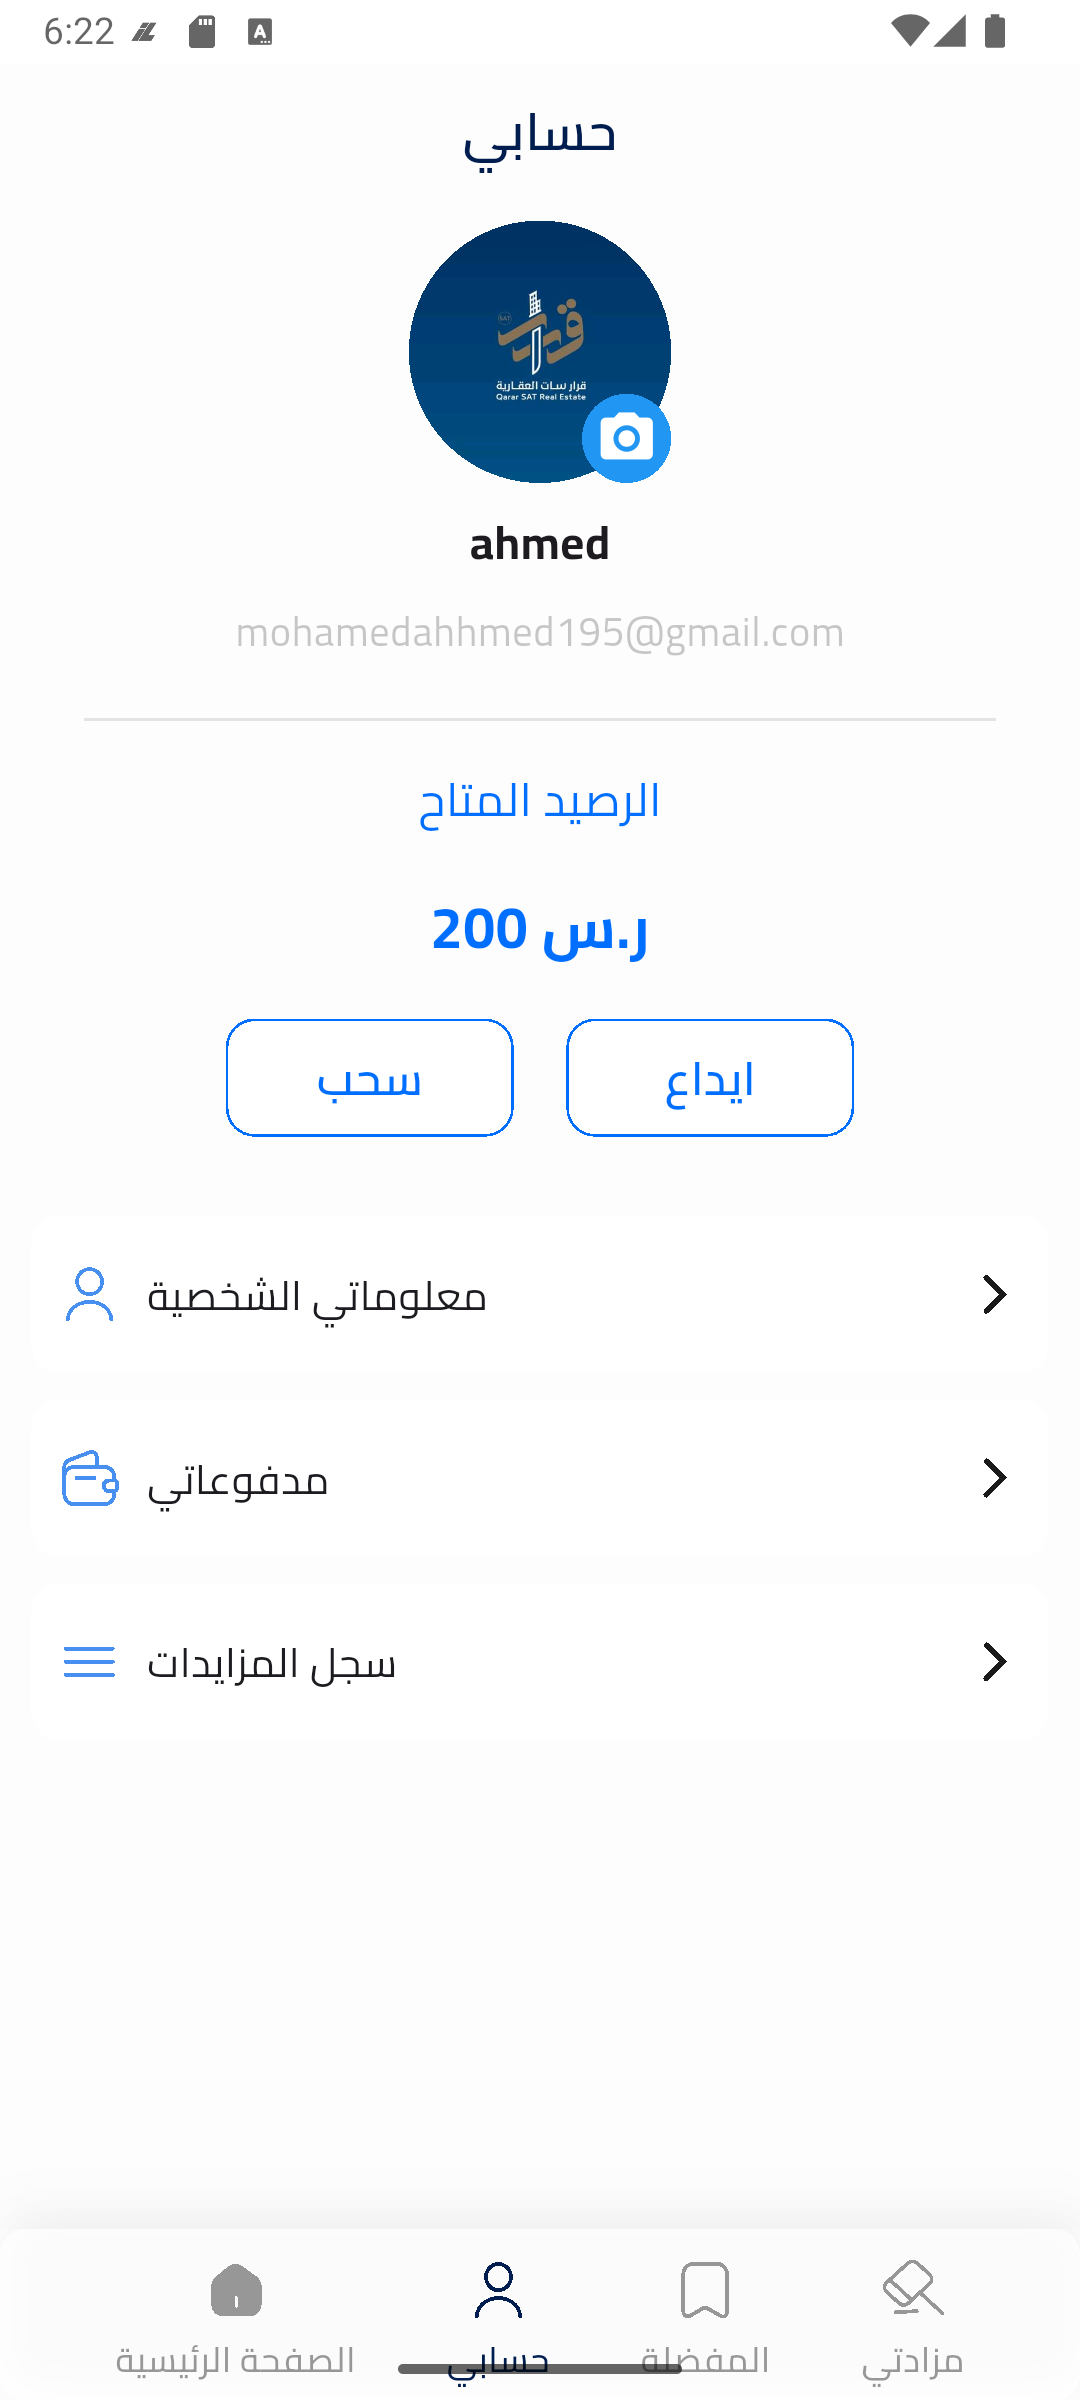 6:22
حسابي
قرار سات العقارية
Qarar SAT Real Estate
ahmed
mohamedahhmed195@gmail.com
الرصيد المتاح
ر.س 200
ايداع
سحب
معلوماتي الشخصية
مدفوعاتي
سجل المزايدات
مزادتي
المفضلة
حسابي
الصفحة الرئيسية